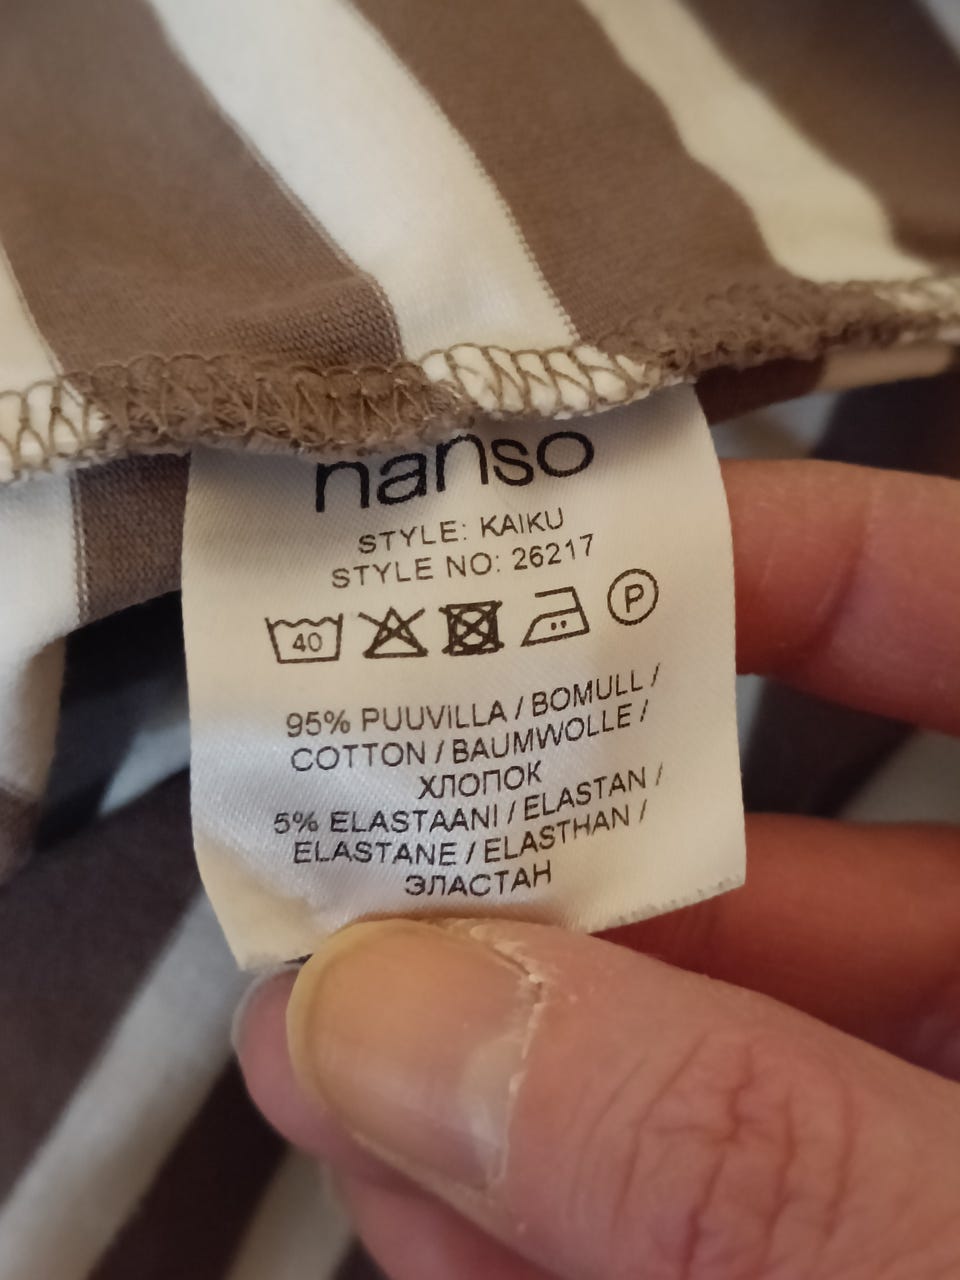 nanso
STYLE: KAIKU
STYLE NO: 26217
40 P
95% PUUVILLA / BOMULL /
COTTON / BAUMWOLLE /
ХЛОПОК
5% ELASTAANI / ELASTAN /
ELASTANE / ELASTHAN /
ЭЛАСТАН